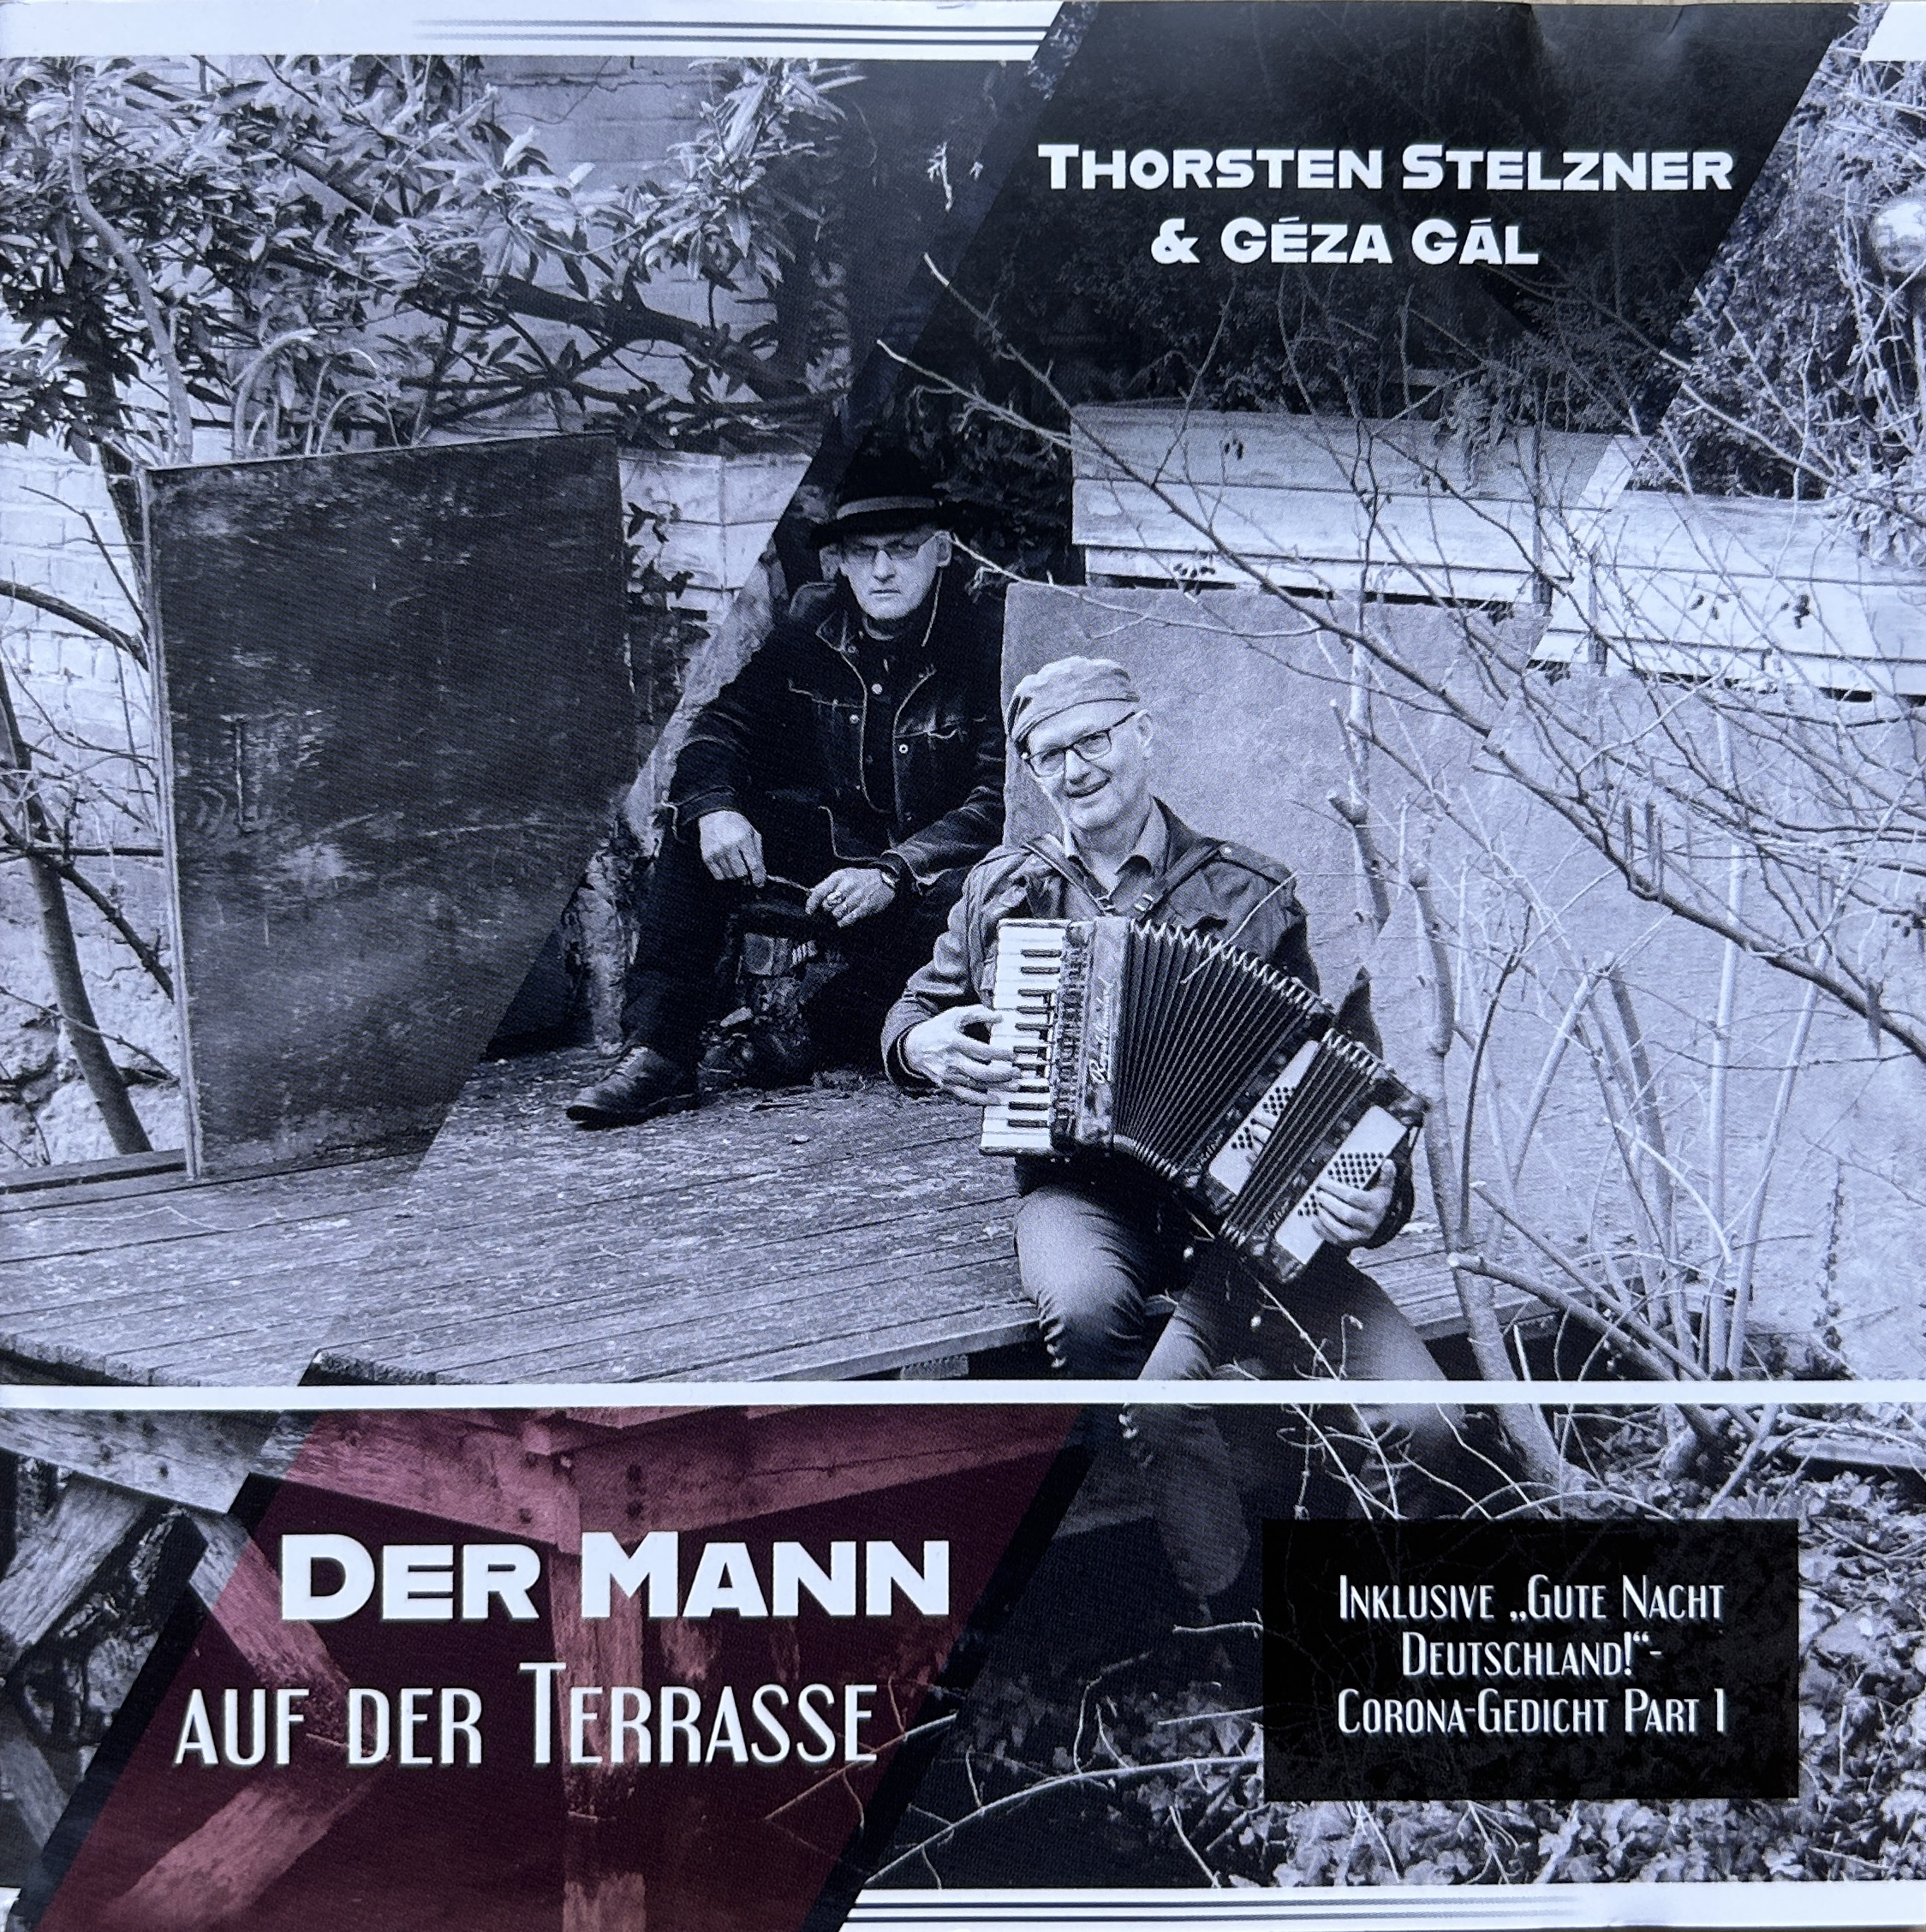 Thorsten Stelzner
& Géza Gál
Der Mann
auf der Terrasse
Inklusive „Gute Nacht
Deutschland!“-
Corona-Gedicht Part 1